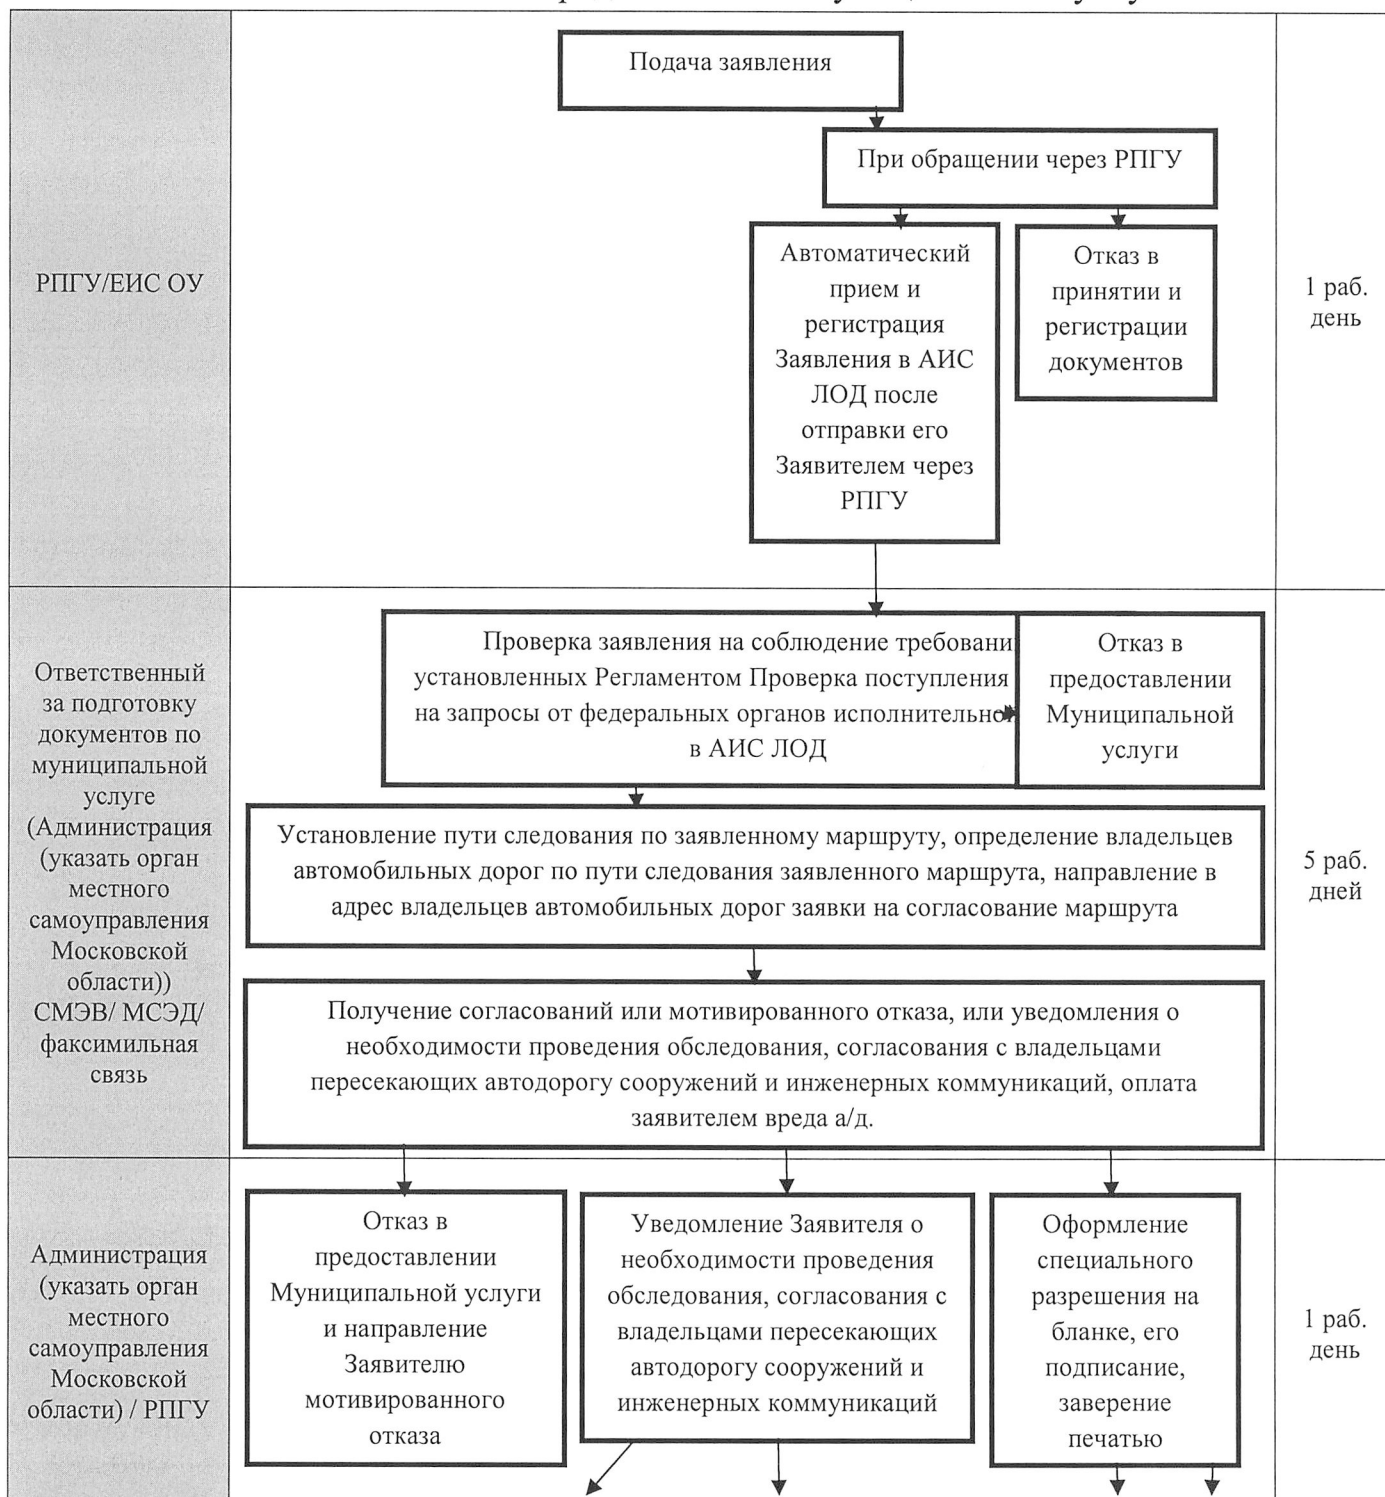 Подача заявления
При обращении через РПГУ
РПГУ/ЕИС ОУ
Автоматический
прием и
регистрация
Заявления в АИС
ЛОД после
отправки его
Заявителем через
РПГУ
Отказ в
принятии и
регистрации
документов
1 раб.
день
Ответственный
за подготовку
документов по
муниципальной
услуге
(Администрация
(указать орган
местного
самоуправления
Московской
области))
СМЭВ/ МСЭД/
факсимильная
связь
Проверка заявления на соблюдение требовани
установленных Регламентом Проверка поступления
на запросы от федеральных органов исполнительной
в АИС ЛОД
Отказ в
предоставлении
Муниципальной
услуги
Установление пути следования по заявленному маршруту, определение владельцев
автомобильных дорог по пути следования заявленного маршрута, направление в
адрес владельцев автомобильных дорог заявки на согласование маршрута
Получение согласований или мотивированного отказа, или уведомления о
необходимости проведения обследования, согласования с владельцами
пересекающих автодорогу сооружений и инженерных коммуникаций, оплата
заявителем вреда а/д.
5 раб.
дней
Администрация
(указать орган
местного
самоуправления
Московской
области) / РПГУ
Отказ в
предоставлении
Муниципальной услуги
и направление
Заявителю
мотивированного
отказа
Уведомление Заявителя о
необходимости проведения
обследования, согласования с
владельцами пересекающих
автодорогу сооружений и
инженерных коммуникаций
Оформление
специального
разрешения на
бланке, его
подписание,
заверение
печатью
1 раб.
день